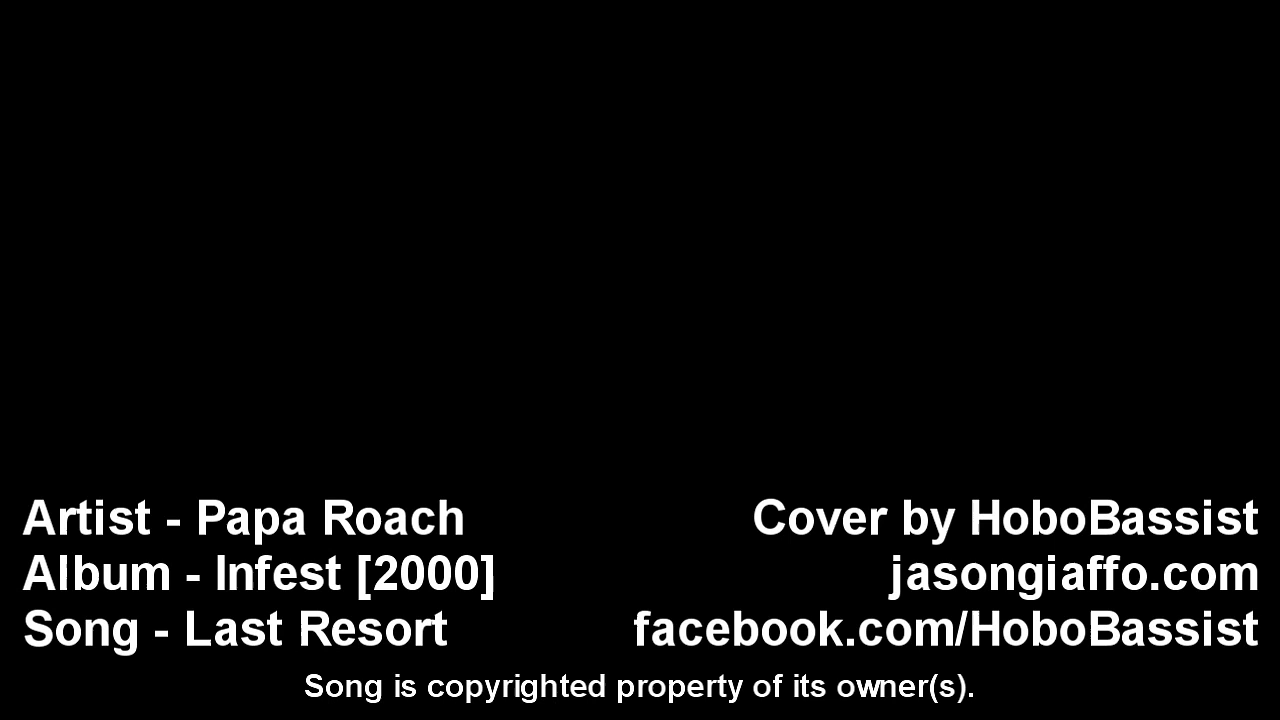 Artist - Papa Roach
Album - Infest [2000]
Song - Last Resort
Cover by HoboBassist
jasongiaffo.com
facebook.com/HoboBassist
Song is copyrighted property of its owner(s).